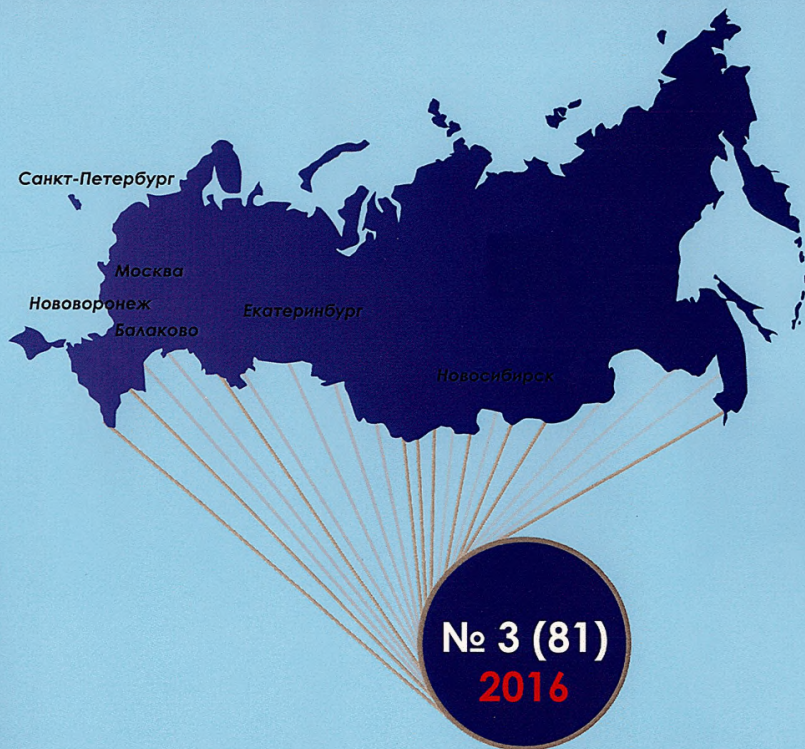 Санкт-Петербург
Москва
Нововоронеж
Екатеринбург
Балаково
Новосибирск
№ 3 (81)
2016